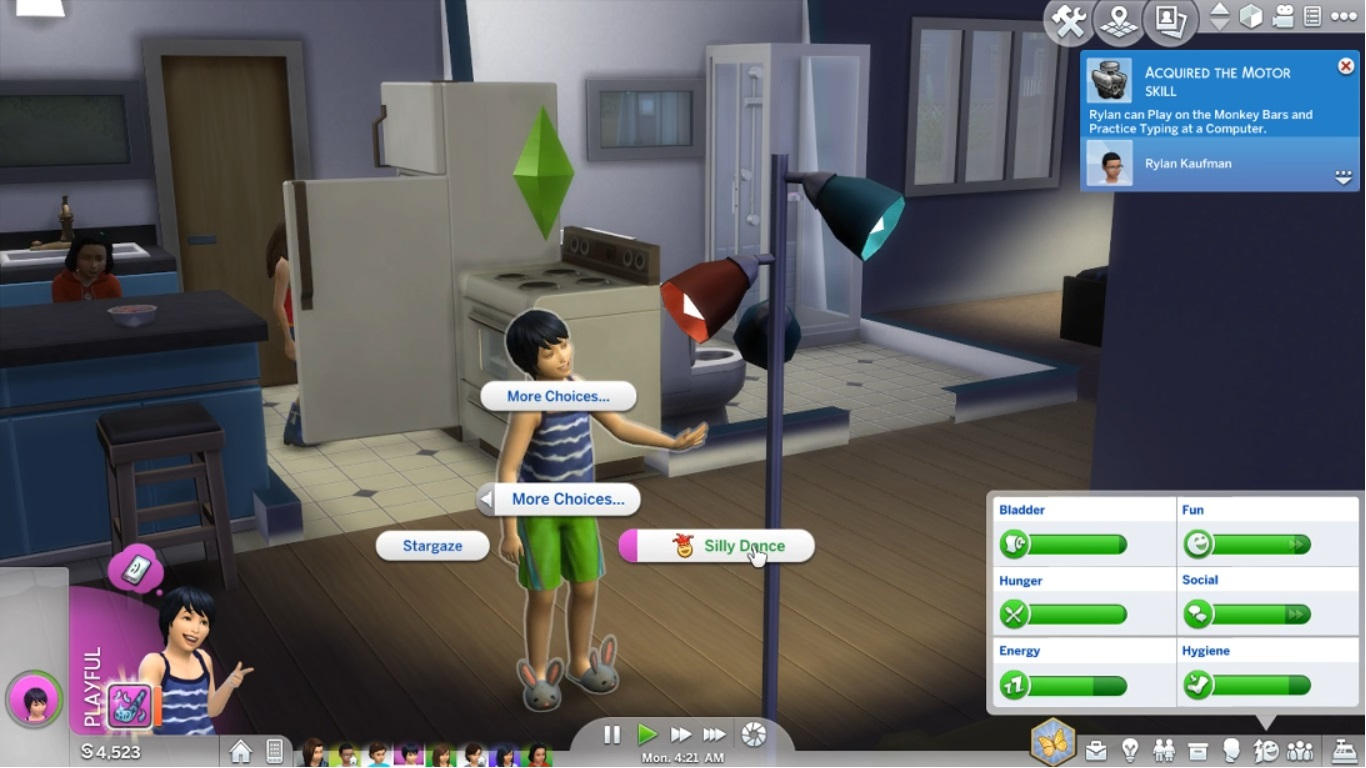 ACQUIRED THE MOTOR
SKILL
Rylan can Play on the Monkey Bars and
Practice Typing at a Computer.
Rylan Kaufman
More Choices...
More Choices...
Stargaze
Silly Dance
Bladder
Fun
Hunger
Social
Energy
Hygiene
PLAYFUL
§4,523
Mon. 4:21 AM